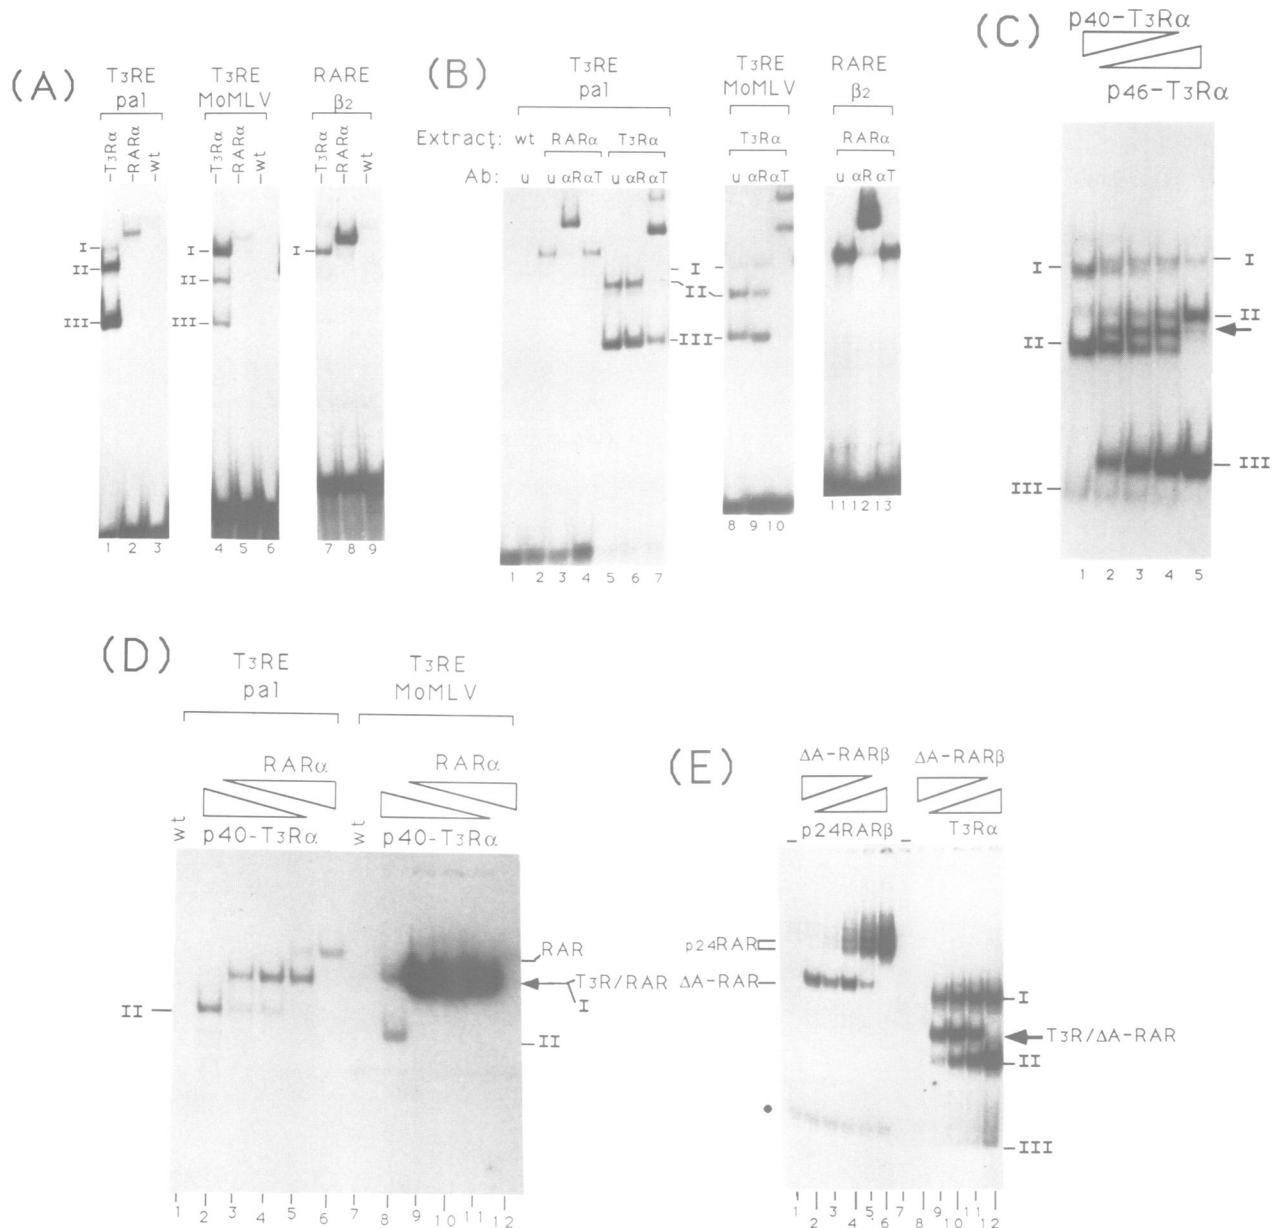 (A)
T3RE pal
T3RE MoMLV
RARE β2
-T3Rα
-RARα
-wt
-T3Rα
-RARα
-wt
-T3Rα
-RARα
-wt
I
II
III
I
II
III
I
1 2 3
4 5 6
7 8 9
(B)
T3RE pal
T3RE MoMLV
RARE β2
Extract: wt RARα T3Rα
T3Rα
RARα
Ab: u u αR αT u αR αT
u αR αT
u αR αT
I
II
III
1 2 3 4 5 6 7
8 9 10
11 12 13
(C)
p40-T3Rα
p46-T3Rα
I
II
III
I
II
III
1 2 3 4 5
(D)
T3RE pal
T3RE MoMLV
RARα
RARα
wt
p40-T3Rα
wt
p40-T3Rα
II
RAR
T3R/RAR
I
II
1 2 3 4 5 6 7 8 9 10 11 12
(E)
ΔA-RARβ
ΔA-RARβ
- p24RARβ
- T3Rα
p24RAR
ΔA-RAR
I
T3R/ΔA-RAR
II
III
1 2 3 4 5 6 7 8 9 10 11 12